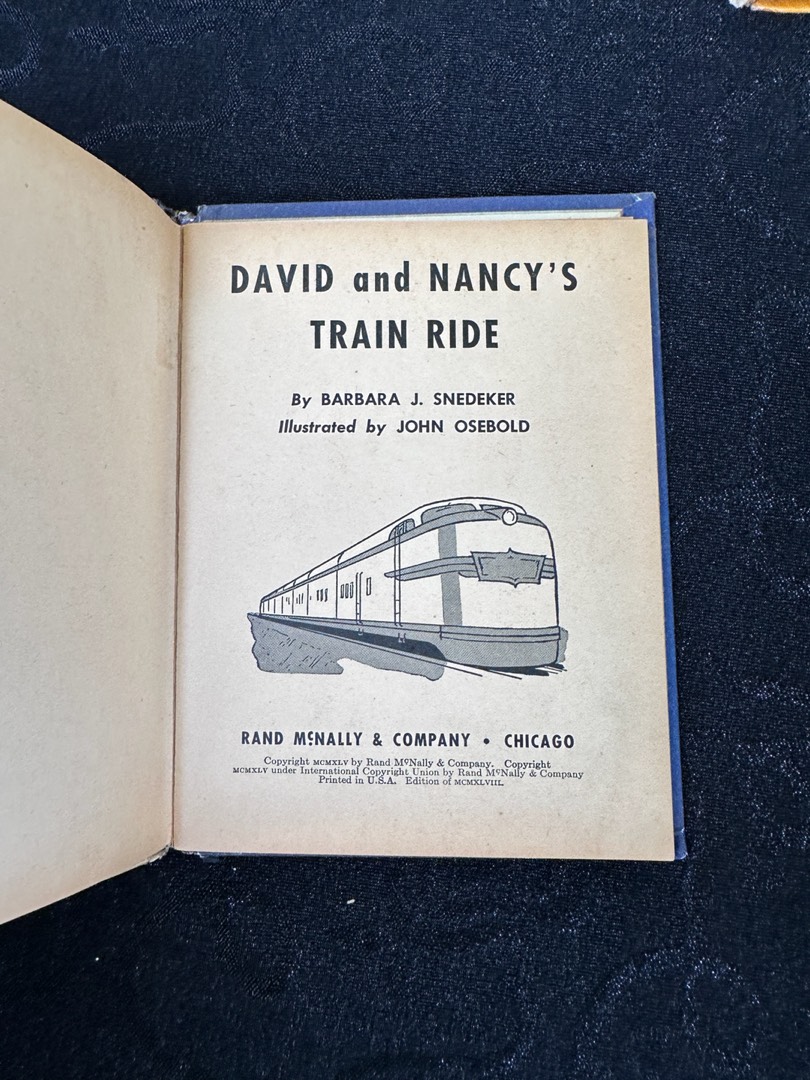 DAVID and NANCY'S
TRAIN RIDE
By BARBARA J. SNEDEKER
Illustrated by JOHN OSEBOLD
RAND MCNALLY & COMPANY • CHICAGO
Copyright MCMXLV by Rand McNally & Company. Copyright
MCMXLV under International Copyright Union by Rand McNally & Company
Printed in U.S.A. Edition of MCMXLVIII.